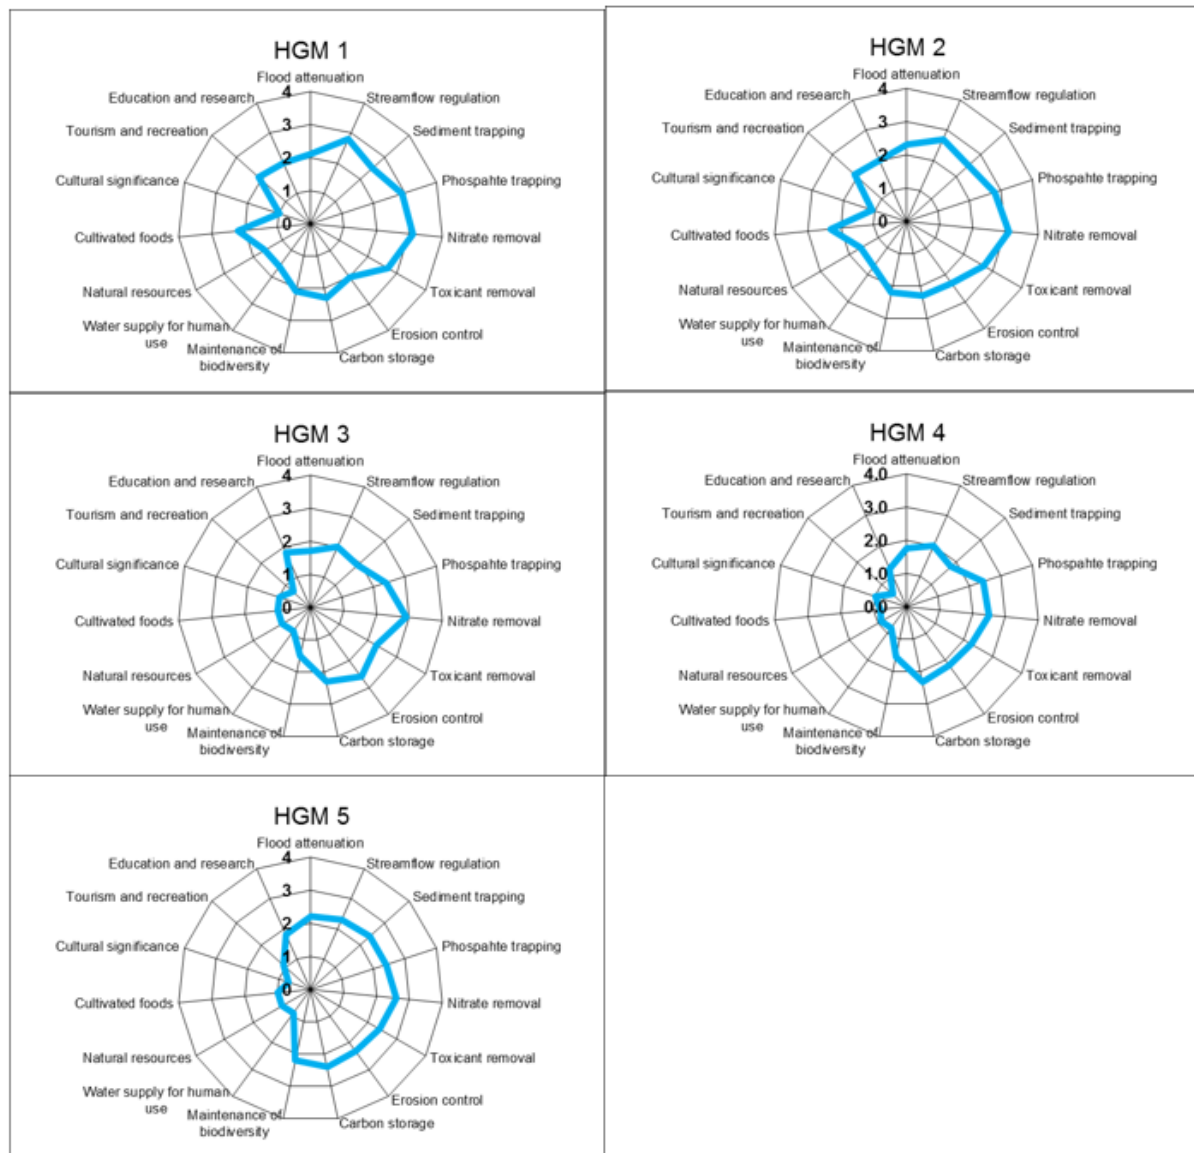 HGM 1
Flood attenuation
Education and research
Streamflow regulation
Tourism and recreation
Sediment trapping
Cultural significance
Phospahte trapping
Cultivated foods
Nitrate removal
Natural resources
Toxicant removal
Water supply for human
use
Erosion control
Maintenance of
biodiversity
Carbon storage
4
3
2
1
0
HGM 2
Flood attenuation
Education and research
Streamflow regulation
Tourism and recreation
Sediment trapping
Cultural significance
Phospahte trapping
Cultivated foods
Nitrate removal
Natural resources
Toxicant removal
Water supply for human
use
Erosion control
Maintenance of
biodiversity
Carbon storage
4
3
2
1
0
HGM 3
Flood attenuation
Education and research
Streamflow regulation
Tourism and recreation
Sediment trapping
Cultural significance
Phospahte trapping
Cultivated foods
Nitrate removal
Natural resources
Toxicant removal
Water supply for human
use
Erosion control
Maintenance of
biodiversity
Carbon storage
4
3
2
1
0
HGM 4
Flood attenuation
Education and research
Streamflow regulation
Tourism and recreation
Sediment trapping
Cultural significance
Phospahte trapping
Cultivated foods
Nitrate removal
Natural resources
Toxicant removal
Water supply for human
use
Erosion control
Maintenance of
biodiversity
Carbon storage
4.0
3.0
2.0
1.0
0.0
HGM 5
Flood attenuation
Education and research
Streamflow regulation
Tourism and recreation
Sediment trapping
Cultural significance
Phospahte trapping
Cultivated foods
Nitrate removal
Natural resources
Toxicant removal
Water supply for human
use
Erosion control
Maintenance of
biodiversity
Carbon storage
4
3
2
1
0